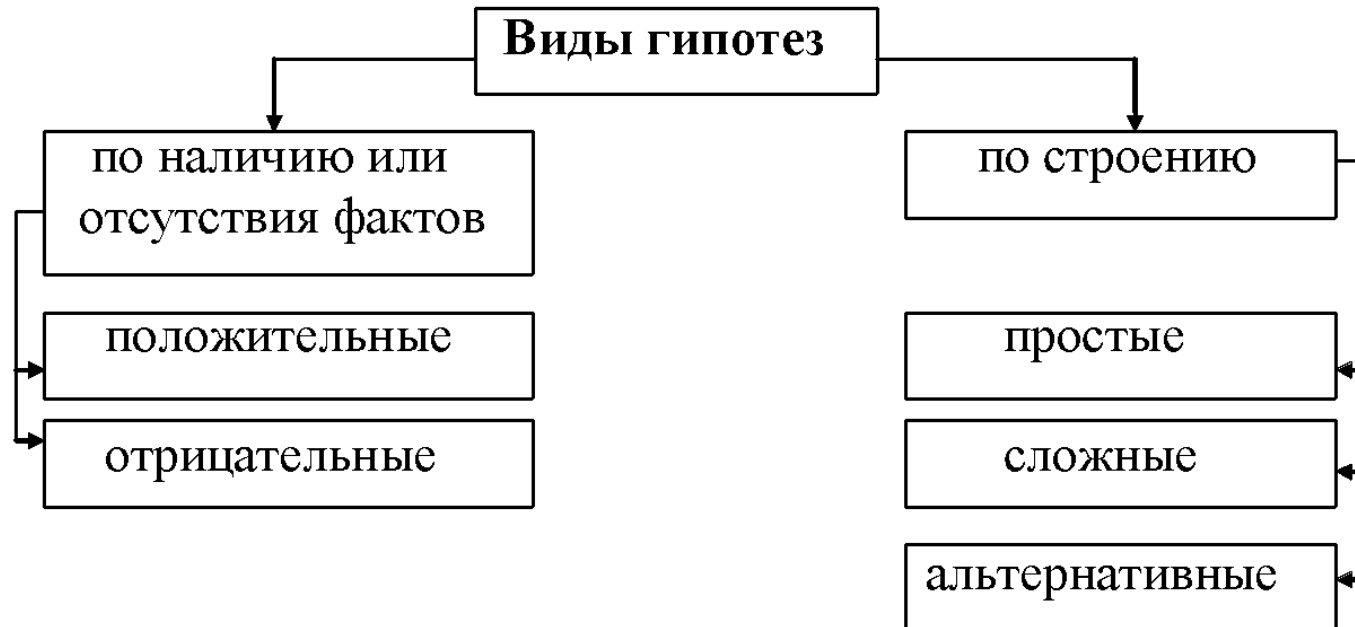 Виды гипотез
по наличию или
отсутствия фактов
положительные
отрицательные
по строению
простые
сложные
альтернативные